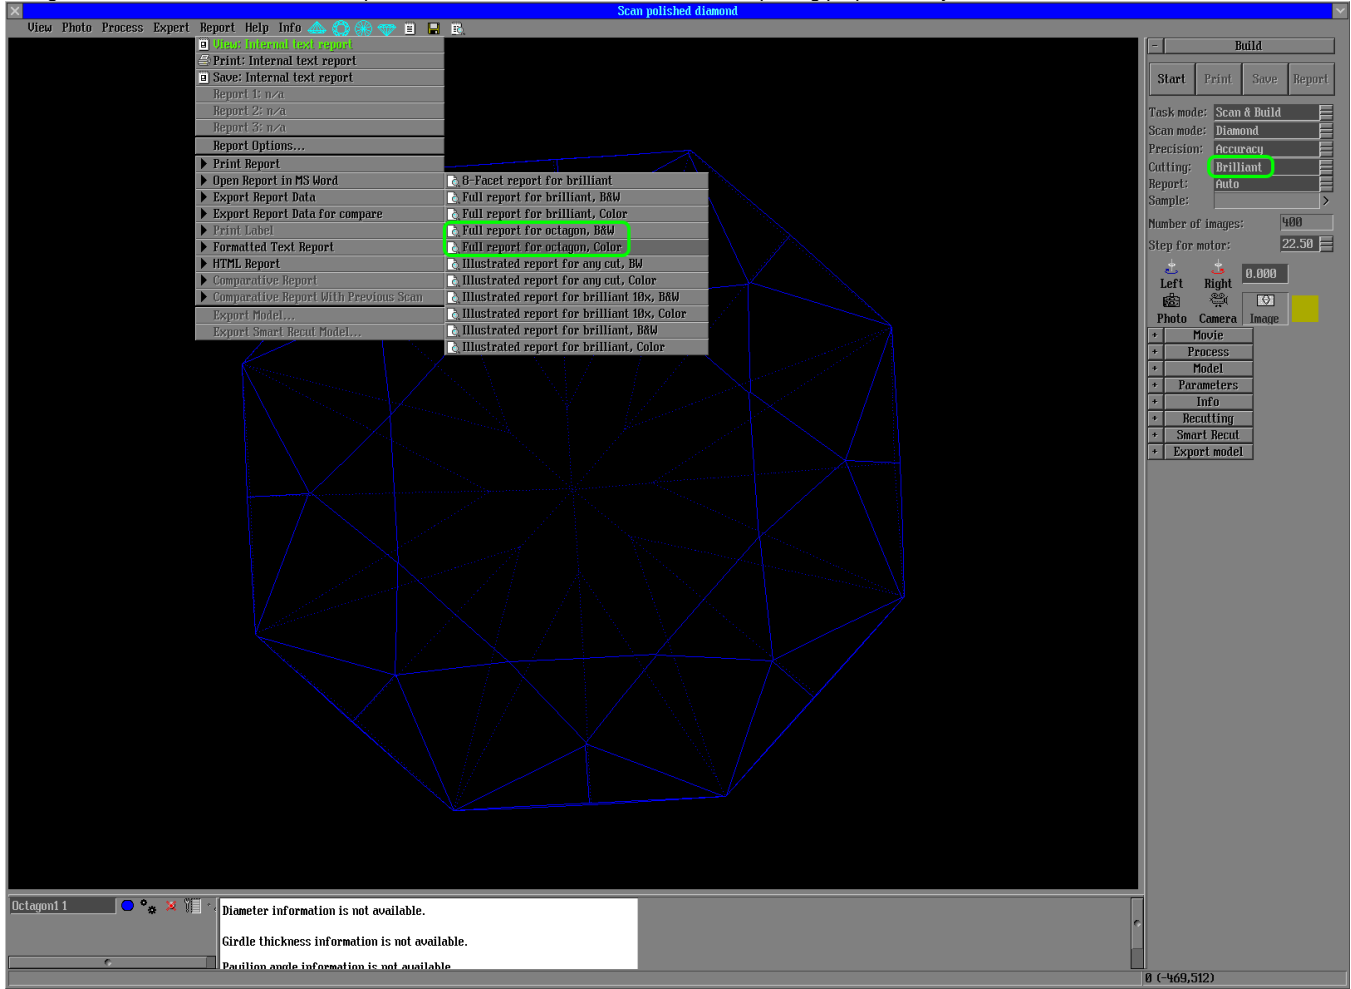 Scan polished diamond
View Photo Process Expert Report Help Info
View: Internal text report
Print: Internal text report
Save: Internal text report
Report 1: n/a
Report 2: n/a
Report 3: n/a
Report Options...
Print Report
Open Report in MS Word
Export Report Data
Export Report Data for compare
Print Label
Formatted Text Report
HTML Report
Comparative Report
Comparative Report With Previous Scan
Export Model...
Export Smart Recut Model...
8-Facet report for brilliant
Full report for brilliant, B&W
Full report for brilliant, Color
Full report for octagon, B&W
Full report for octagon, Color
Illustrated report for any cut, BW
Illustrated report for any cut, Color
Illustrated report for brilliant 10x, B&W
Illustrated report for brilliant 10x, Color
Illustrated report for brilliant, B&W
Illustrated report for brilliant, Color
- Build
Start Print Save Report
Task mode: Scan & Build
Scan mode: Diamond
Precision: Accuracy
Cutting: Brilliant
Report: Auto
Sample: >
Number of images: 400
Step for motor: 22.50
Left Right 0.000
Photo Camera Image
+ Movie
+ Process
+ Model
+ Parameters
+ Info
+ Recutting
+ Smart Recut
+ Export model
Octagon1 1
Diameter information is not available.
Girdle thickness information is not available.
Pavilion angle information is not available
0 (-469,512)